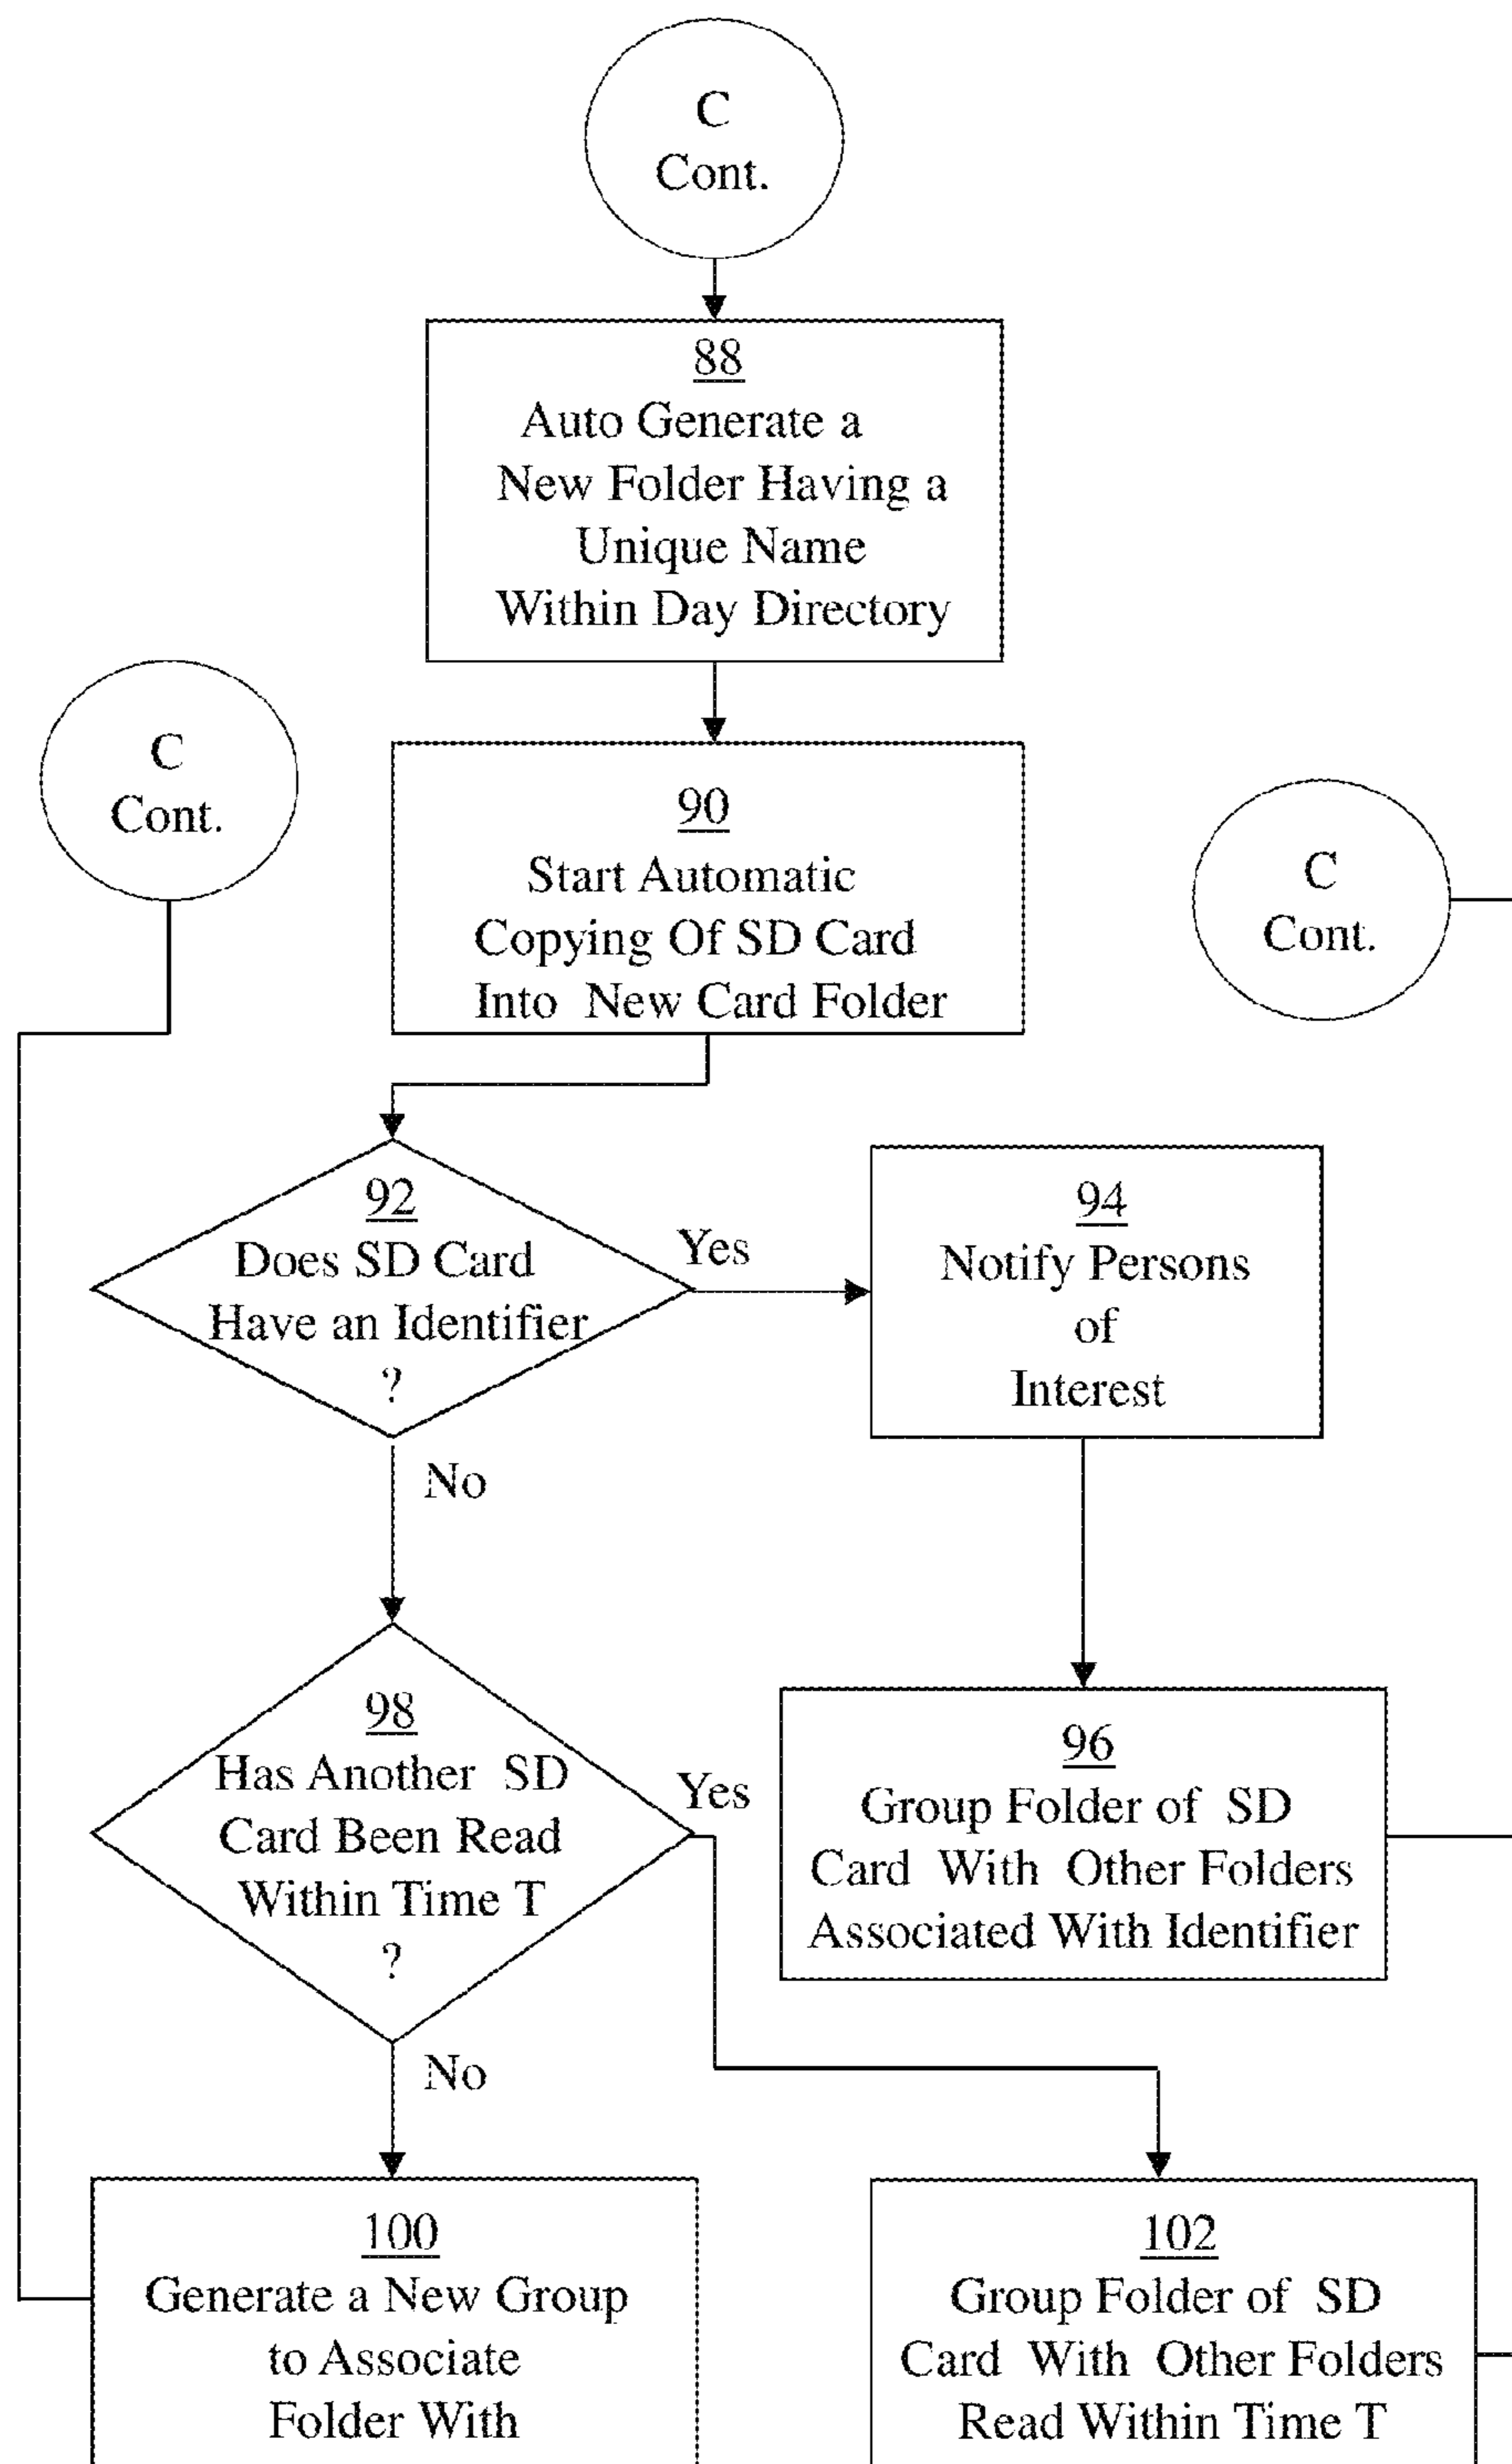 C
Cont.
88
Auto Generate a
New Folder Having a
Unique Name
Within Day Directory
C
Cont.
90
Start Automatic
Copying Of SD Card
Into New Card Folder
C
Cont.
92
Does SD Card
Have an Identifier
?
Yes
No
94
Notify Persons
of
Interest
96
Group Folder of SD
Card With Other Folders
Associated With Identifier
98
Has Another SD
Card Been Read
Within Time T
?
Yes
No
100
Generate a New Group
to Associate
Folder With
102
Group Folder of SD
Card With Other Folders
Read Within Time T